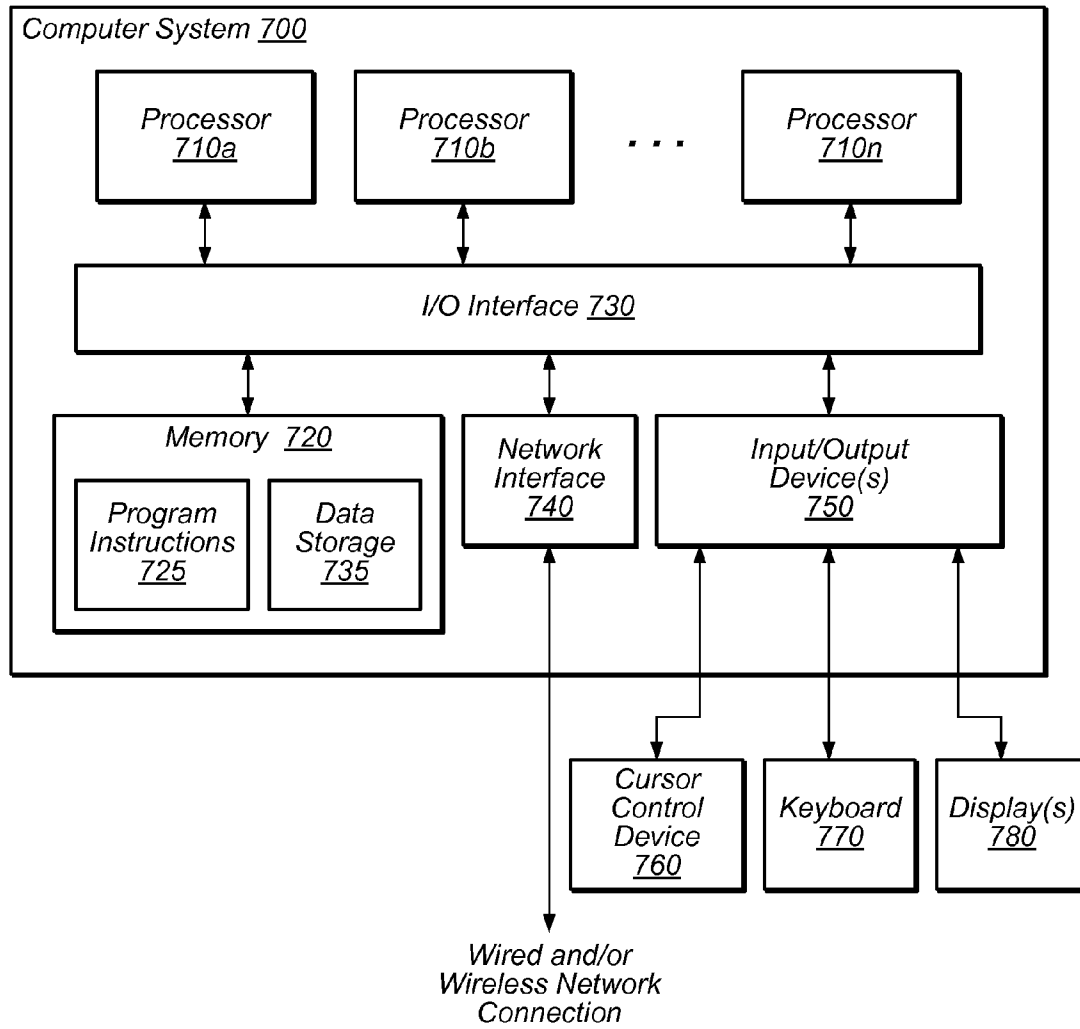 Computer System 700
Processor
710a
Processor
710b
. . .
Processor
710n
I/O Interface 730
Memory 720
Program
Instructions
725
Data
Storage
735
Network
Interface
740
Input/Output
Device(s)
750
Cursor
Control
Device
760
Keyboard
770
Display(s)
780
Wired and/or
Wireless Network
Connection